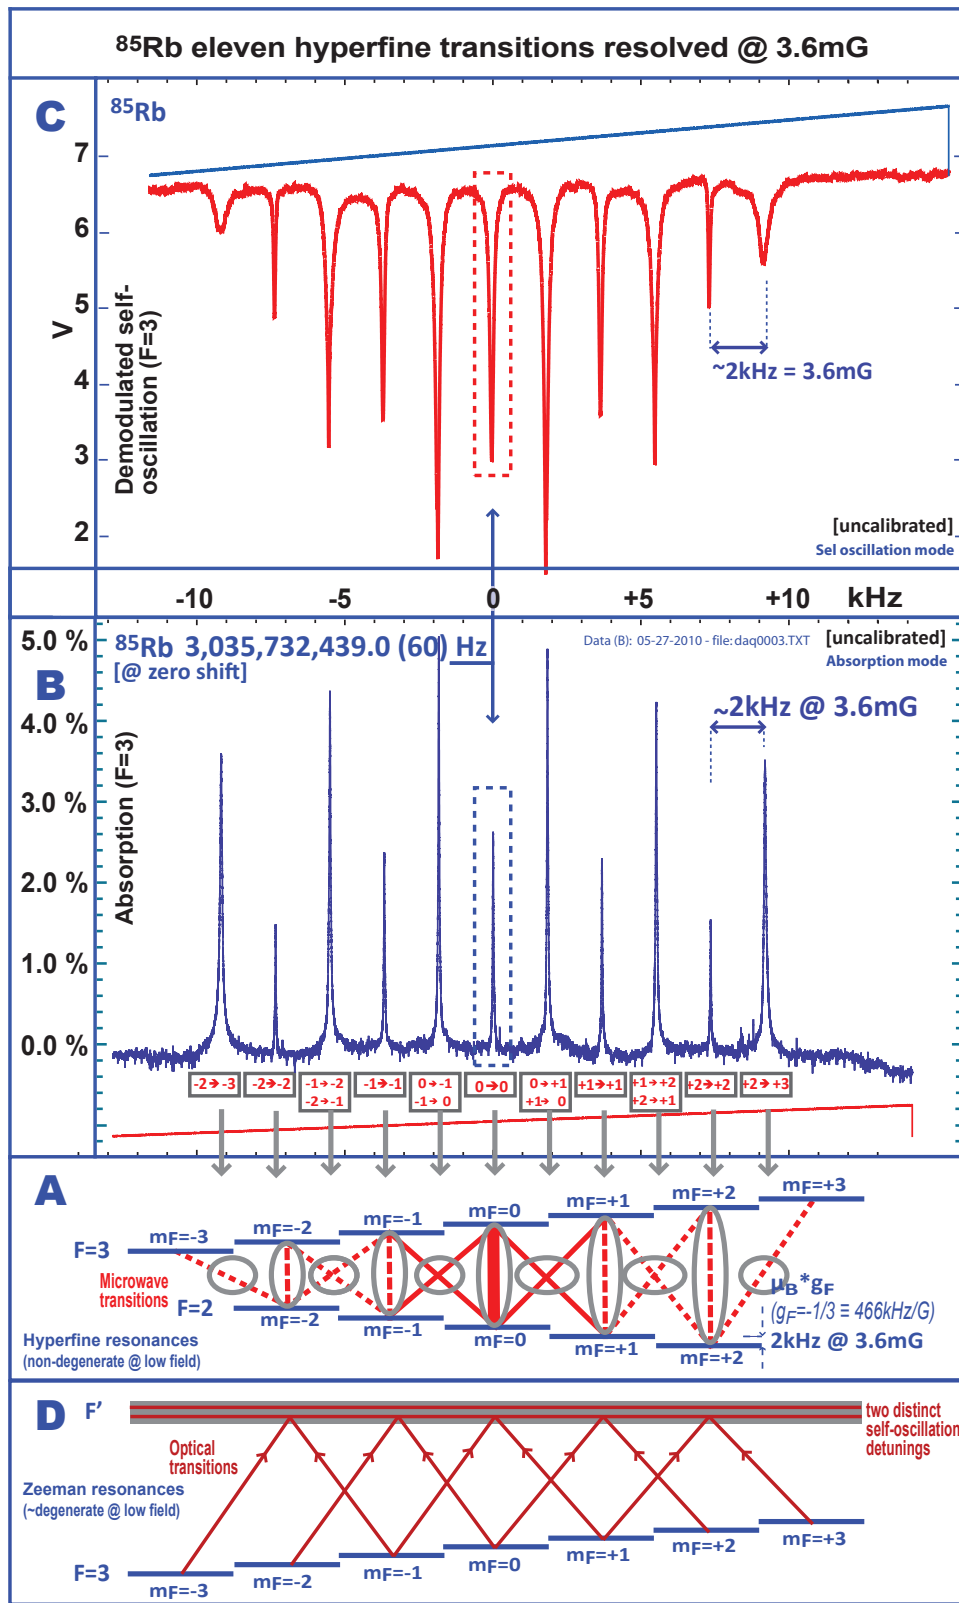 ⁸⁵Rb eleven hyperfine transitions resolved @ 3.6mG
C
⁸⁵Rb
7
6
5
4
3
2
V
Demodulated self-
oscillation (F=3)
~2kHz = 3.6mG
[uncalibrated]
Sel oscillation mode
-10 -5 0 +5 +10 kHz
B
⁸⁵Rb 3,035,732,439.0 (60) Hz
[@ zero shift]
Data (B): 05-27-2010 - file:daq0003.TXT
[uncalibrated]
Absorption mode
5.0 %
4.0 %
3.0 %
2.0 %
1.0 %
0.0 %
Absorption (F=3)
~2kHz @ 3.6mG
-2➔-3
-2➔-2
-1➔-2
-2➔-1
-1➔-1
0➔-1
-1➔ 0
0➔0
0➔+1
+1➔ 0
+1➔+1
+1➔+2
+2➔+1
+2➔+2
+2➔+3
A
F=3
mF=-3
mF=-2
mF=-1
mF=0
mF=+1
mF=+2
mF=+3
Microwave
transitions
F=2
mF=-2
mF=-1
mF=0
mF=+1
mF=+2
μB*gF
(gF=-1/3 ≡ 466kHz/G)
2kHz @ 3.6mG
Hyperfine resonances
(non-degenerate @ low field)
D
F'
two distinct
self-oscillation
detunings
Optical
transitions
Zeeman resonances
(~degenerate @ low field)
F=3
mF=-3
mF=-2
mF=-1
mF=0
mF=+1
mF=+2
mF=+3